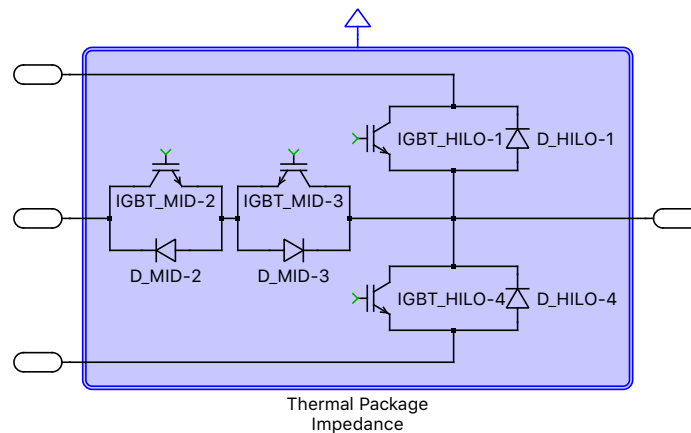 IGBT_HILO-1
D_HILO-1
IGBT_MID-2
IGBT_MID-3
D_MID-2
D_MID-3
IGBT_HILO-4
D_HILO-4
Thermal Package
Impedance